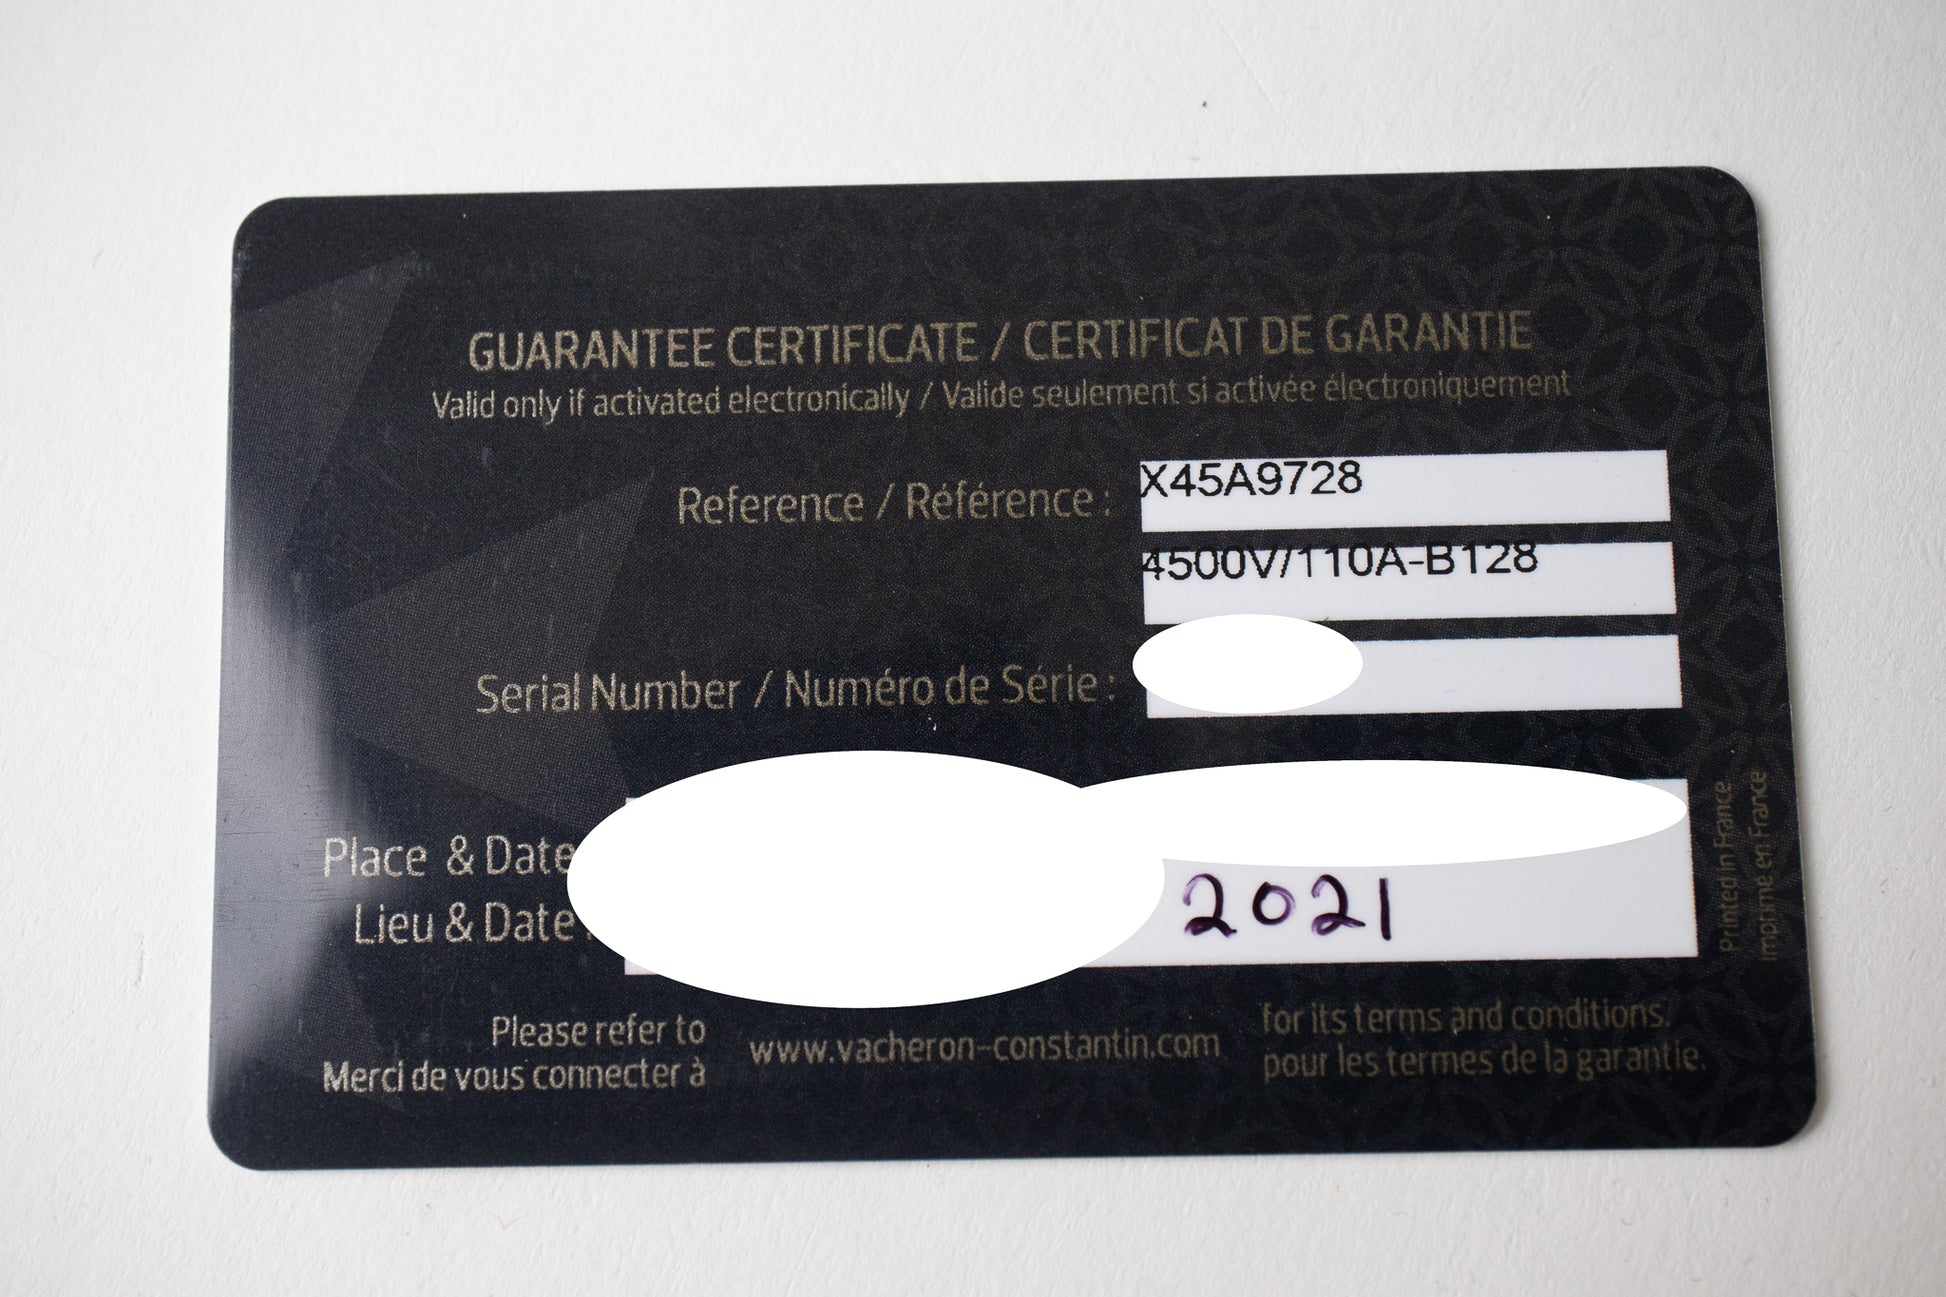 GUARANTEE CERTIFICATE / CERTIFICAT DE GARANTIE
Valid only if activated electronically / Valide seulement si activée électroniquement
Reference / Référence : X45A9728
4500V/110A-B128
Serial Number / Numéro de Série :
Place & Date
Lieu & Date :
2021
Please refer to
Merci de vous connecter à
www.vacheron-constantin.com
for its terms and conditions.
pour les termes de la garantie.
Printed in France
Imprimé en France